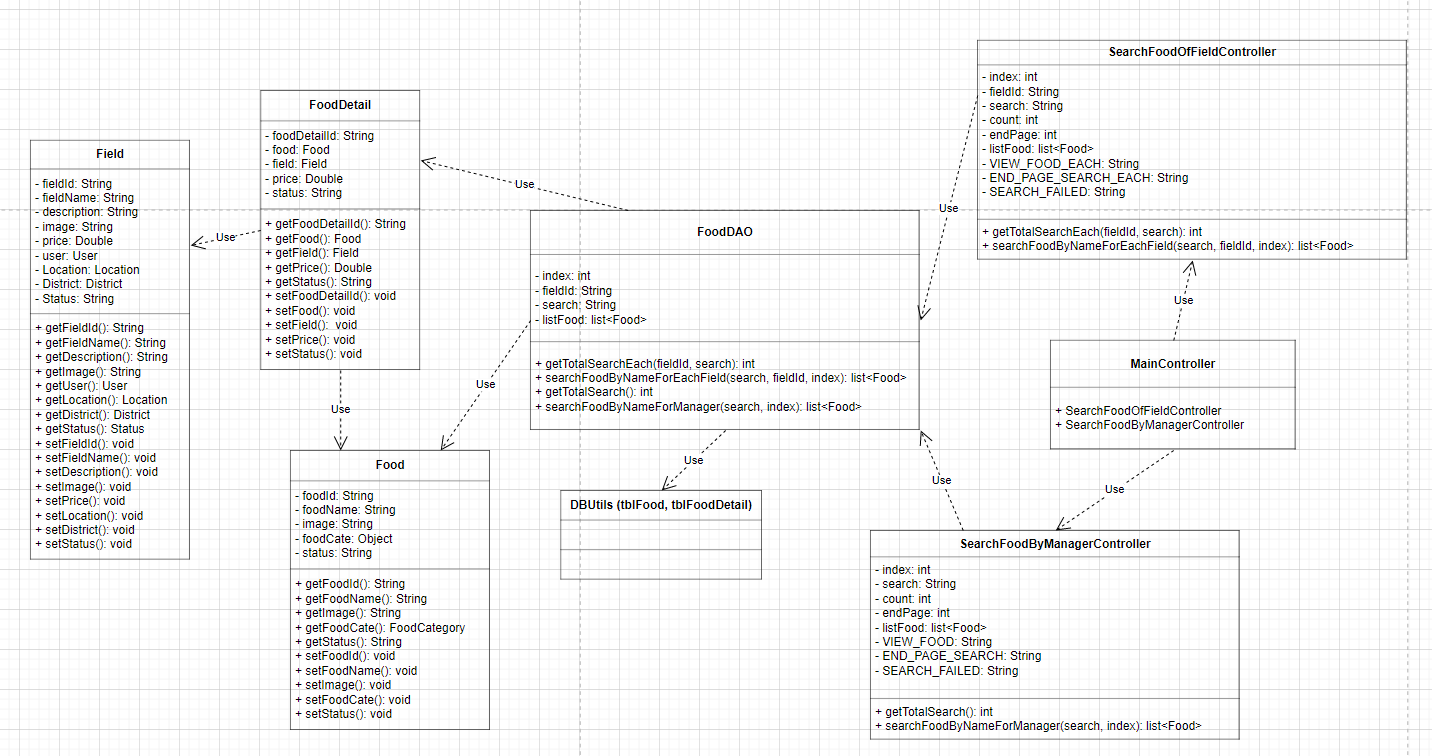 Field
- fieldId: String
- fieldName: String
- description: String
- image: String
- price: Double
- user: User
- Location: Location
- District: District
- Status: String
+ getFieldId(): String
+ getFieldName(): String
+ getDescription(): String
+ getImage(): String
+ getUser(): User
+ getLocation(): Location
+ getDistrict(): District
+ getStatus(): Status
+ setFieldId(): void
+ setFieldName(): void
+ setDescription(): void
+ setImage(): void
+ setPrice(): void
+ setLocation(): void
+ setDistrict(): void
+ setStatus(): void
Use
FoodDetail
- foodDetailId: String
- food: Food
- field: Field
- price: Double
- status: String
+ getFoodDetailId(): String
+ getFood(): Food
+ getField(): Field
+ getPrice(): Double
+ getStatus(): String
+ setFoodDetailId(): void
+ setFood(): void
+ setField(): void
+ setPrice(): void
+ setStatus(): void
Use
Food
- foodId: String
- foodName: String
- image: String
- foodCate: Object
- status: String
+ getFoodId(): String
+ getFoodName(): String
+ getImage(): String
+ getFoodCate(): FoodCategory
+ getStatus(): String
+ setFoodId(): void
+ setFoodName(): void
+ setImage(): void
+ setFoodCate(): void
+ setStatus(): void
Use
Use
FoodDAO
- index: int
- fieldId: String
- search: String
- listFood: list<Food>
+ getTotalSearchEach(fieldId, search): int
+ searchFoodByNameForEachField(search, fieldId, index): list<Food>
+ getTotalSearch(): int
+ searchFoodByNameForManager(search, index): list<Food>
Use
DBUtils (tblFood, tblFoodDetail)
Use
SearchFoodOfFieldController
- index: int
- fieldId: String
- search: String
- count: int
- endPage: int
- listFood: list<Food>
- VIEW_FOOD_EACH: String
- END_PAGE_SEARCH_EACH: String
- SEARCH_FAILED: String
+ getTotalSearchEach(fieldId, search): int
+ searchFoodByNameForEachField(search, fieldId, index): list<Food>
Use
MainController
+ SearchFoodOfFieldController
+ SearchFoodByManagerController
Use
Use
SearchFoodByManagerController
- index: int
- search: String
- count: int
- endPage: int
- listFood: list<Food>
- VIEW_FOOD: String
- END_PAGE_SEARCH: String
- SEARCH_FAILED: String
+ getTotalSearch(): int
+ searchFoodByNameForManager(search, index): list<Food>